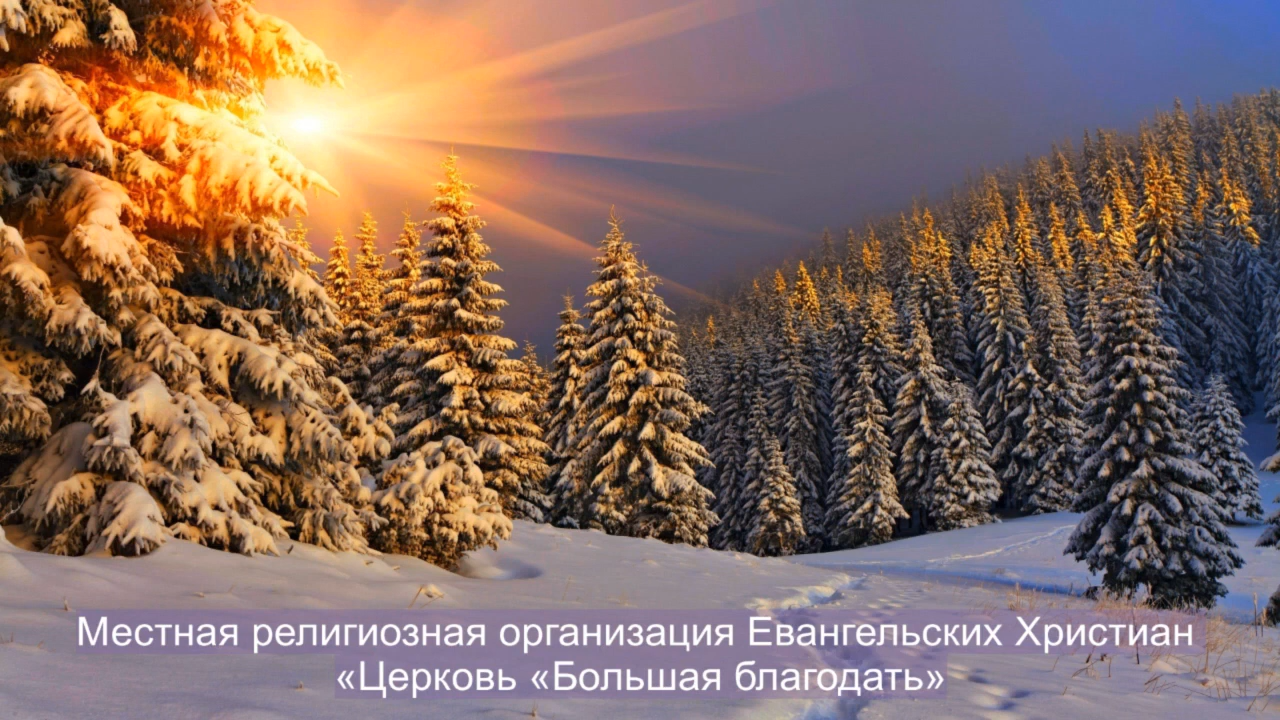 Местная религиозная организация Евангельских Христиан
«Церковь «Большая благодать»